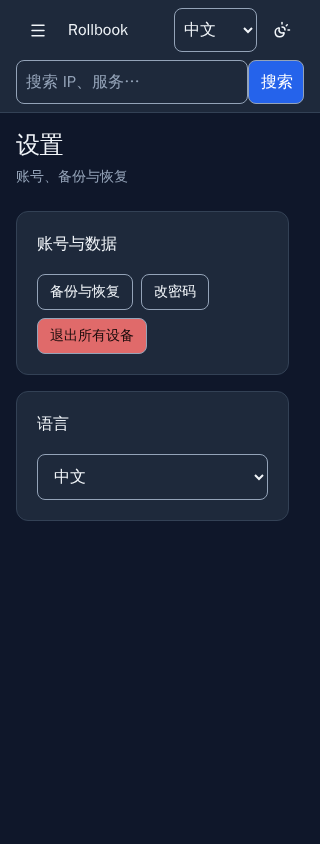 Rollbook
中文
搜索 IP、服务…
搜索
设置
账号、备份与恢复
账号与数据
备份与恢复
改密码
退出所有设备
语言
中文